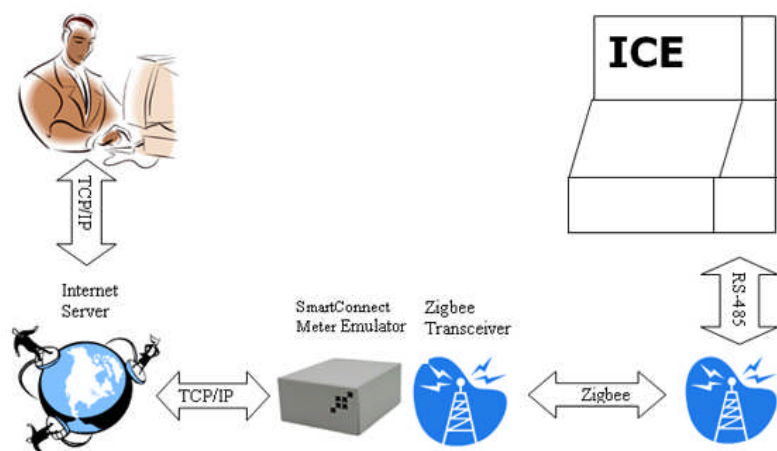 ICE
TCP/IP
Internet
Server
SmartConnect
Meter Emulator
Zigbee
Transceiver
RS-485
TCP/IP
Zigbee